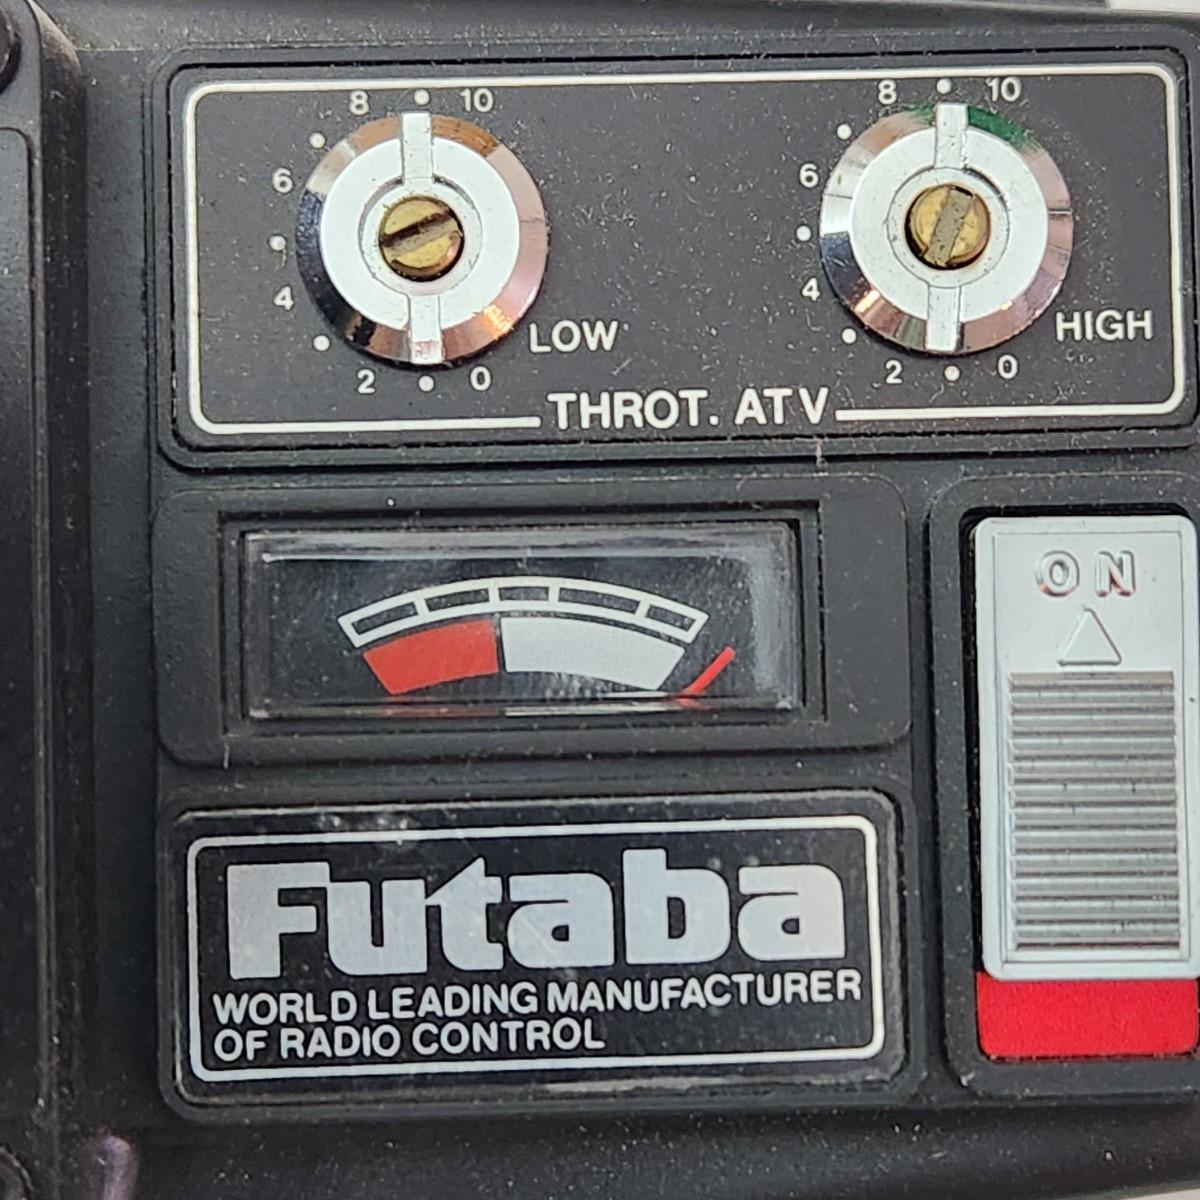 8 10
6
4
2 0
LOW
8 10
6
4
2 0
HIGH
THROT. ATV
ON
Futaba
WORLD LEADING MANUFACTURER
OF RADIO CONTROL